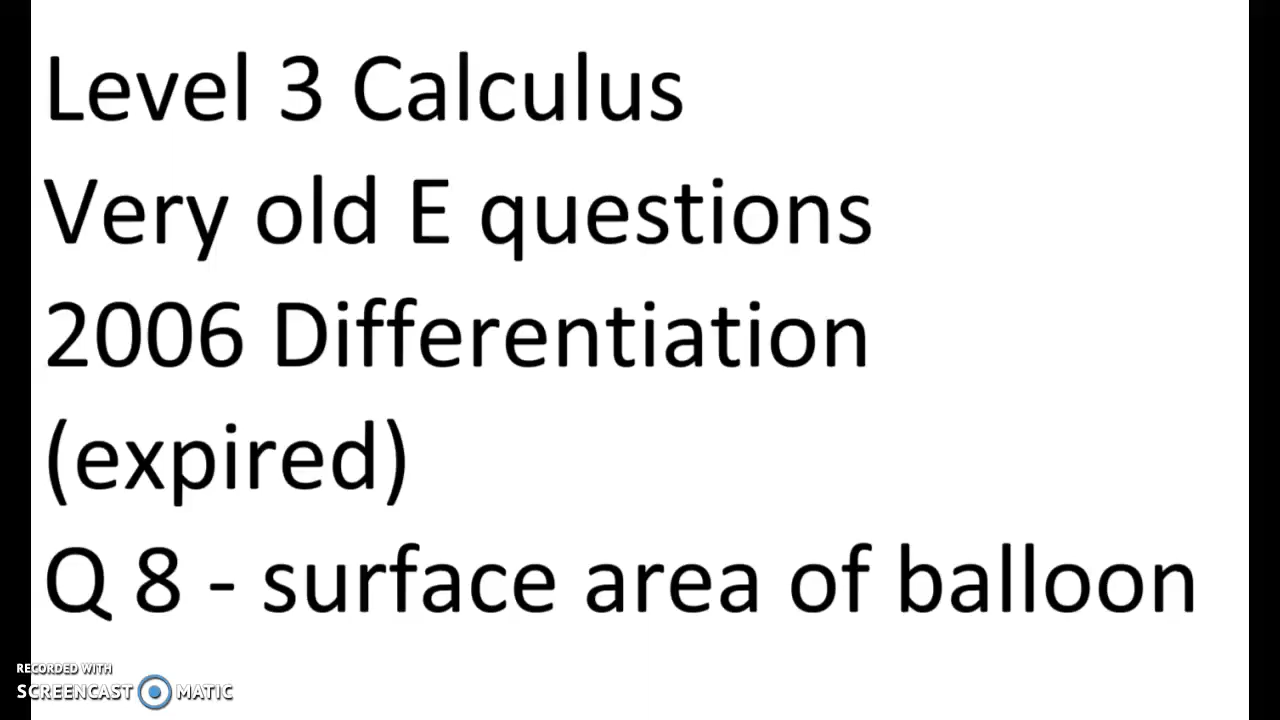 Level 3 Calculus
Very old E questions
2006 Differentiation
(expired)
Q 8 - surface area of balloon
RECORDED WITH
SCREENCAST MATIC